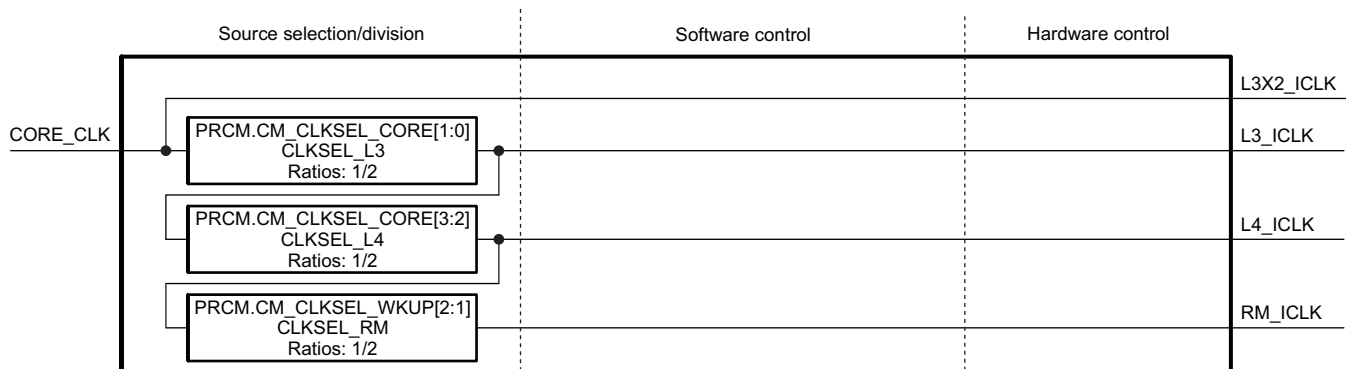 Source selection/division
Software control
Hardware control
L3X2_ICLK
CORE_CLK
PRCM.CM_CLKSEL_CORE[1:0]
CLKSEL_L3
Ratios: 1/2
L3_ICLK
PRCM.CM_CLKSEL_CORE[3:2]
CLKSEL_L4
Ratios: 1/2
L4_ICLK
PRCM.CM_CLKSEL_WKUP[2:1]
CLKSEL_RM
Ratios: 1/2
RM_ICLK